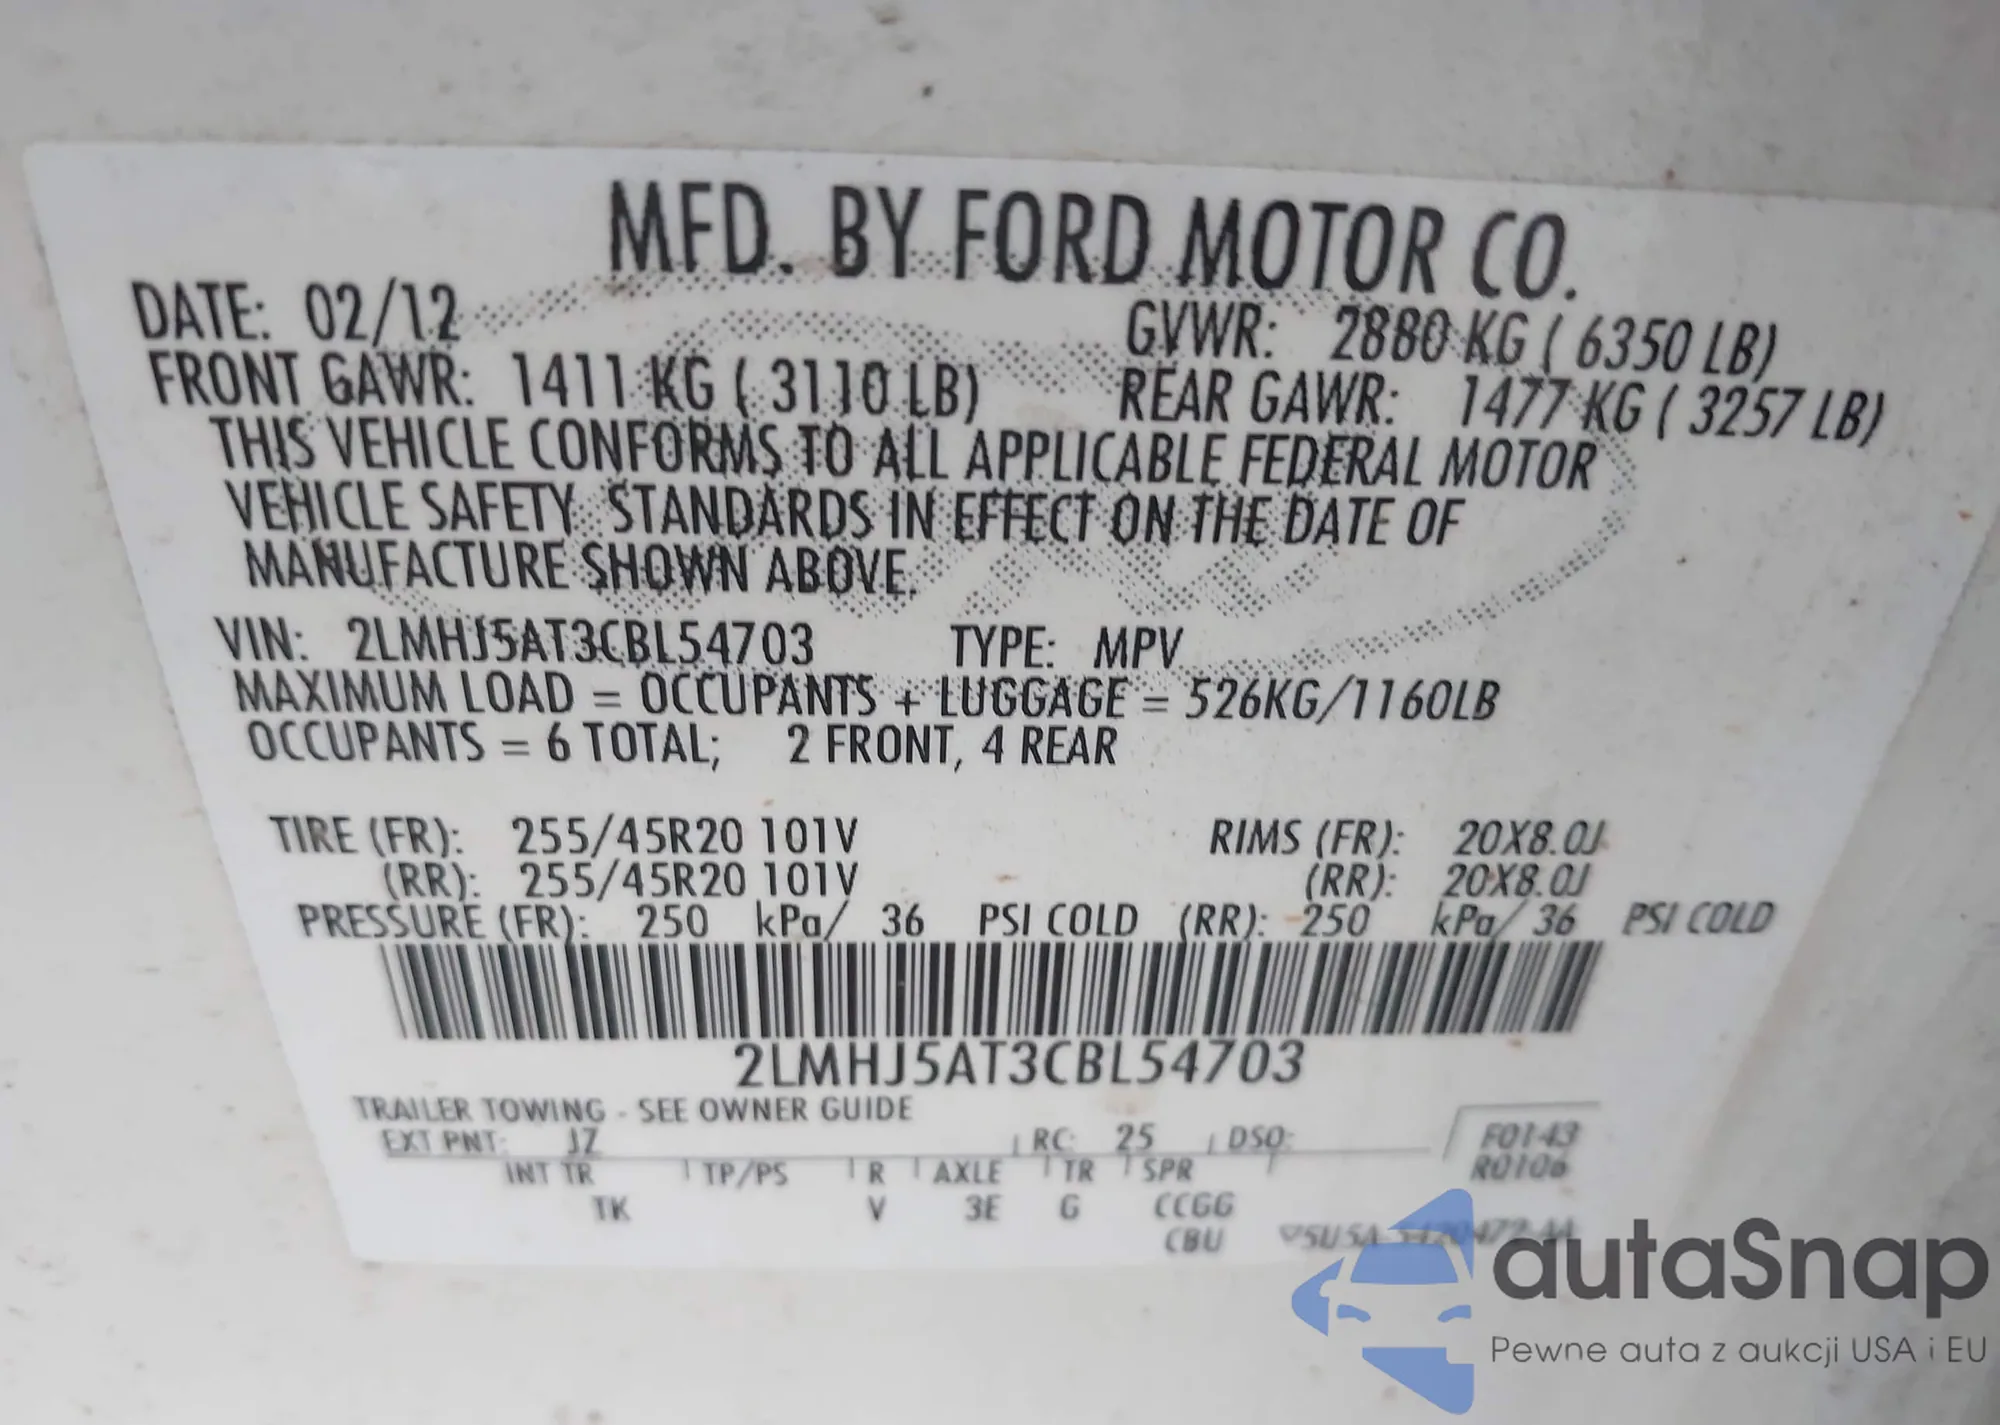 MFD. BY FORD MOTOR CO.
DATE: 02/12 GVWR: 2880 KG ( 6350 LB)
FRONT GAWR: 1411 KG ( 3110 LB) REAR GAWR: 1477 KG ( 3257 LB)
THIS VEHICLE CONFORMS TO ALL APPLICABLE FEDERAL MOTOR
VEHICLE SAFETY STANDARDS IN EFFECT ON THE DATE OF
MANUFACTURE SHOWN ABOVE.
VIN: 2LMHJ5AT3CBL54703 TYPE: MPV
MAXIMUM LOAD = OCCUPANTS + LUGGAGE = 526KG/1160LB
OCCUPANTS = 6 TOTAL; 2 FRONT, 4 REAR
TIRE (FR): 255/45R20 101V RIMS (FR): 20X8.0J
(RR): 255/45R20 101V (RR): 20X8.0J
PRESSURE (FR): 250 kPa/ 36 PSI COLD (RR): 250 kPa/ 36 PSI COLD
2LMHJ5AT3CBL54703
TRAILER TOWING - SEE OWNER GUIDE
EXT PNT: JZ RC: 25 DSO: F0143
R0106
INT TR TP/PS R AXLE TR SPR
TK V 3E G CCGG
CBU
autaSnap
Pewne auta z aukcji USA i EU